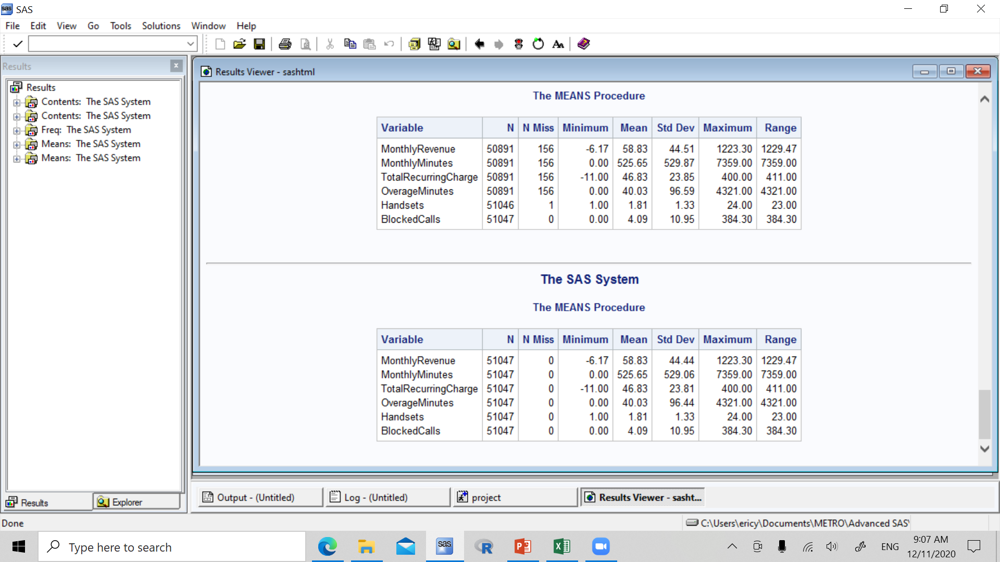 SAS
File Edit View Go Tools Solutions Window Help
Results
Results
Contents: The SAS System
Contents: The SAS System
Freq: The SAS System
Means: The SAS System
Means: The SAS System
Results Explorer
Results Viewer - sashtml
The MEANS Procedure
Variable N N Miss Minimum Mean Std Dev Maximum Range
MonthlyRevenue 50891 156 -6.17 58.83 44.51 1223.30 1229.47
MonthlyMinutes 50891 156 0.00 525.65 529.87 7359.00 7359.00
TotalRecurringCharge 50891 156 -11.00 46.83 23.85 400.00 411.00
OverageMinutes 50891 156 0.00 40.03 96.59 4321.00 4321.00
Handsets 51046 1 1.00 1.81 1.33 24.00 23.00
BlockedCalls 51047 0 0.00 4.09 10.95 384.30 384.30
The SAS System
The MEANS Procedure
Variable N N Miss Minimum Mean Std Dev Maximum Range
MonthlyRevenue 51047 0 -6.17 58.83 44.44 1223.30 1229.47
MonthlyMinutes 51047 0 0.00 525.65 529.06 7359.00 7359.00
TotalRecurringCharge 51047 0 -11.00 46.83 23.81 400.00 411.00
OverageMinutes 51047 0 0.00 40.03 96.44 4321.00 4321.00
Handsets 51047 0 1.00 1.81 1.33 24.00 23.00
BlockedCalls 51047 0 0.00 4.09 10.95 384.30 384.30
Output - (Untitled) Log - (Untitled) project Results Viewer - sasht...
Done C:\Users\ericy\Documents\METRO\Advanced SAS\
Type here to search sas R ENG 9:07 AM
12/11/2020